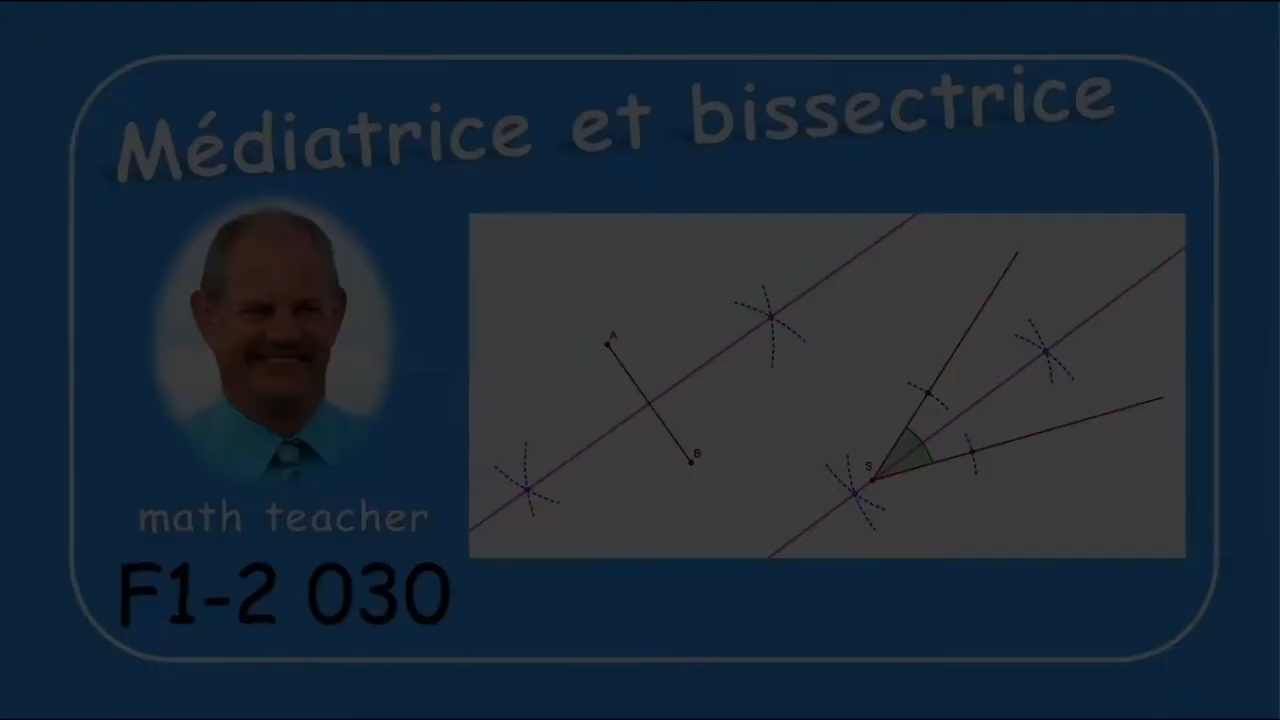 Médiatrice et bissectrice
A
B
S
math teacher
F1-2 030